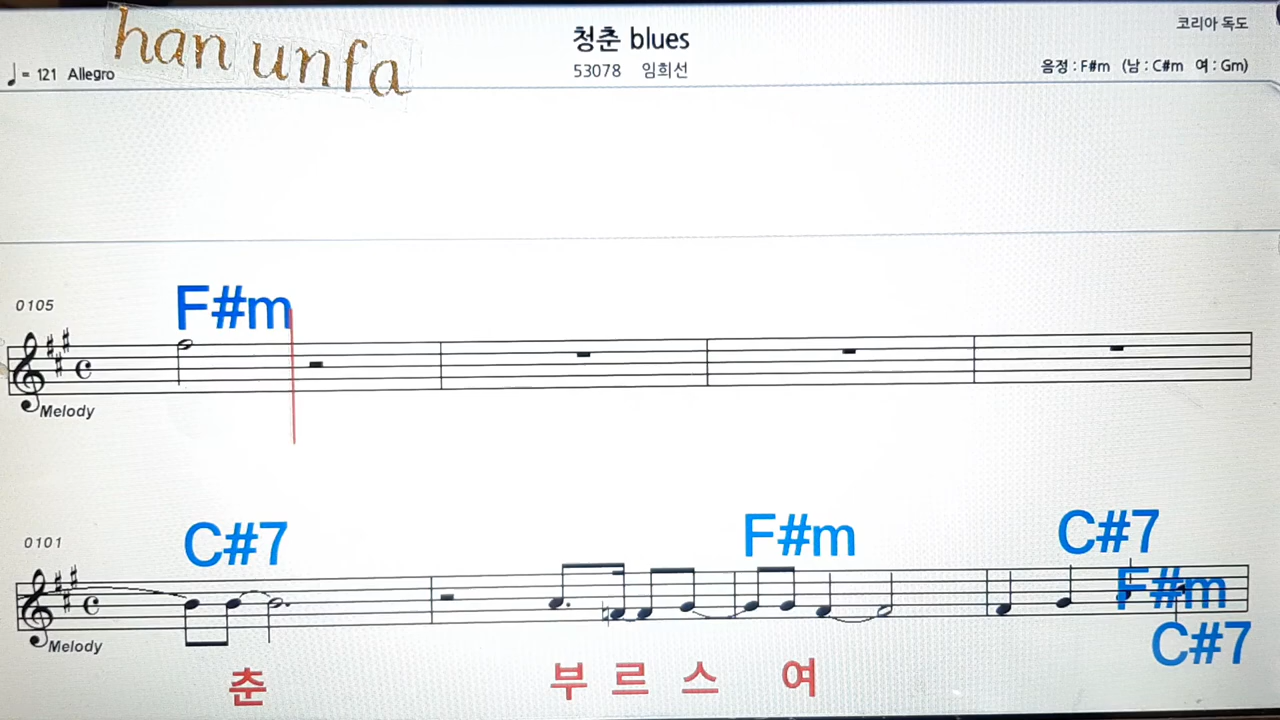 han unfa
청춘 blues
코리아 독도
♩= 121 Allegro
53078 임희선
음정 : F#m (남 : C#m 여 : Gm)
0105
F#m
Melody
0101
C#7 F#m C#7
F#m
C#7
Melody
춘 부 르 스 여